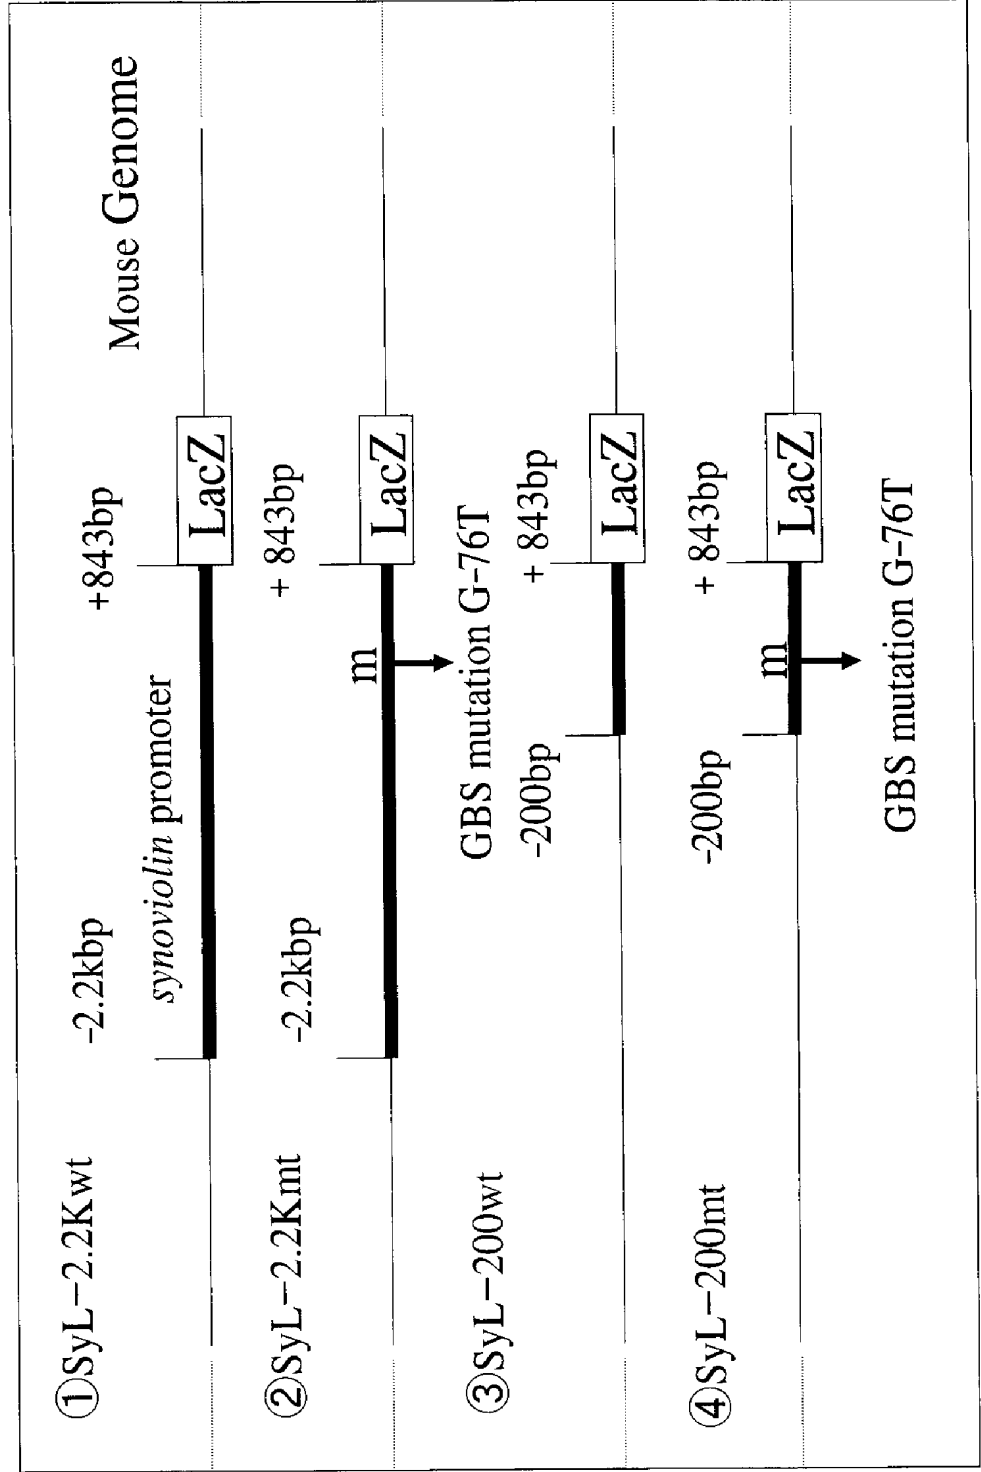 ①SyL−2.2Kwt
-2.2kbp
+843bp
Mouse Genome
synoviolin promoter
LacZ
②SyL−2.2Kmt
-2.2kbp
+ 843bp
m
LacZ
GBS mutation G-76T
③SyL−200wt
-200bp
+ 843bp
LacZ
④SyL−200mt
-200bp
+ 843bp
m
LacZ
GBS mutation G-76T